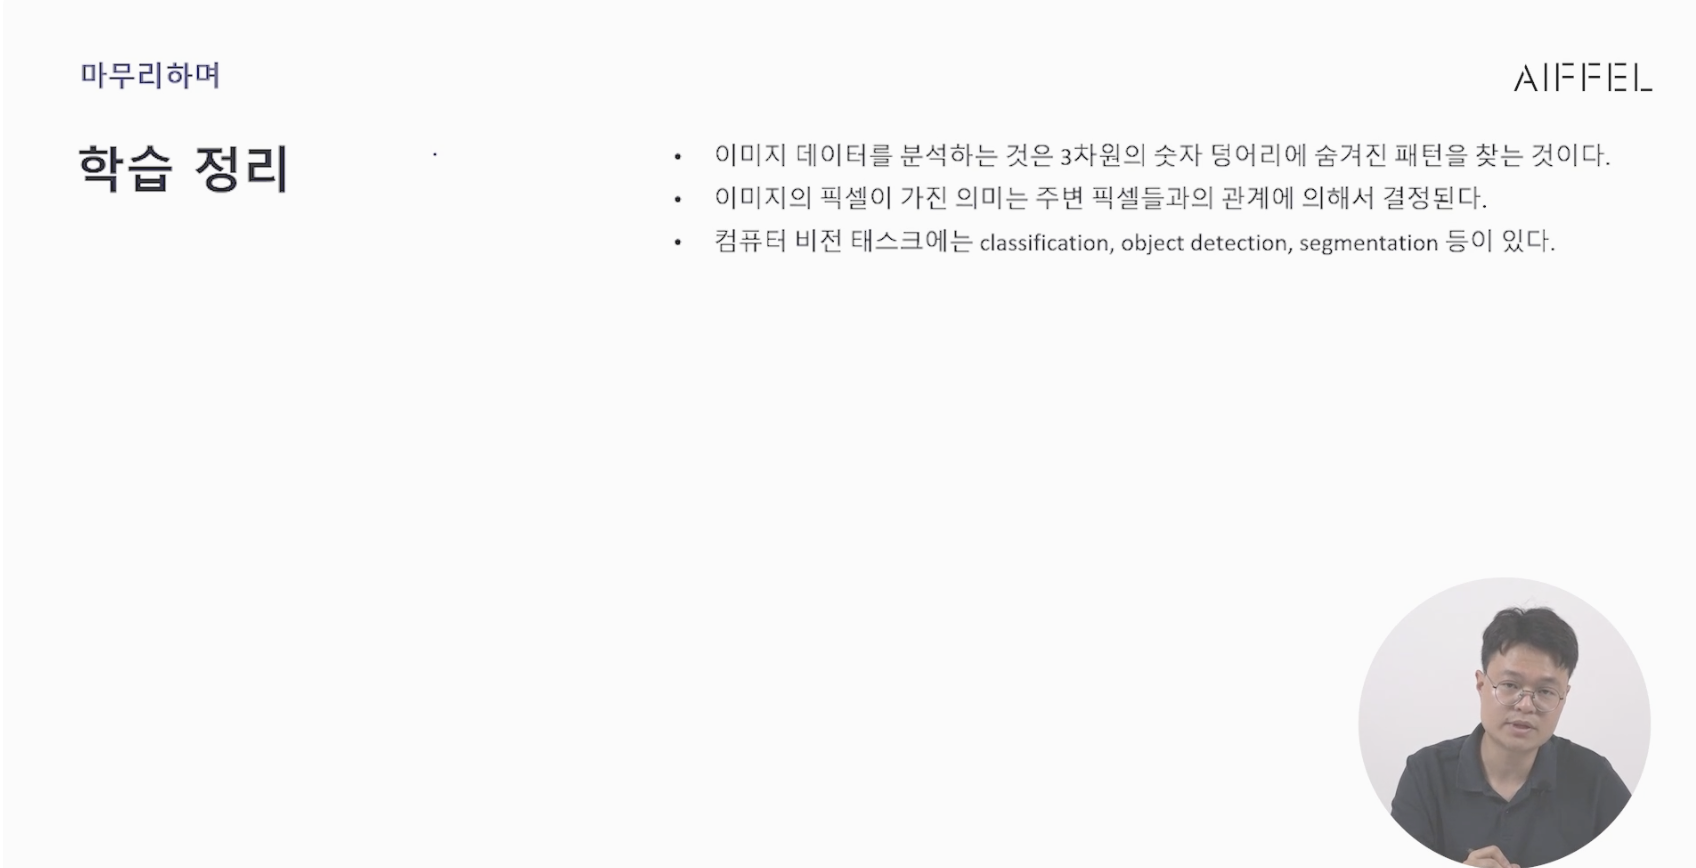 마무리하며
AIFFEL
학습 정리
• 이미지 데이터를 분석하는 것은 3차원의 숫자 덩어리에 숨겨진 패턴을 찾는 것이다.
• 이미지의 픽셀이 가진 의미는 주변 픽셀들과의 관계에 의해서 결정된다.
• 컴퓨터 비전 태스크에는 classification, object detection, segmentation 등이 있다.